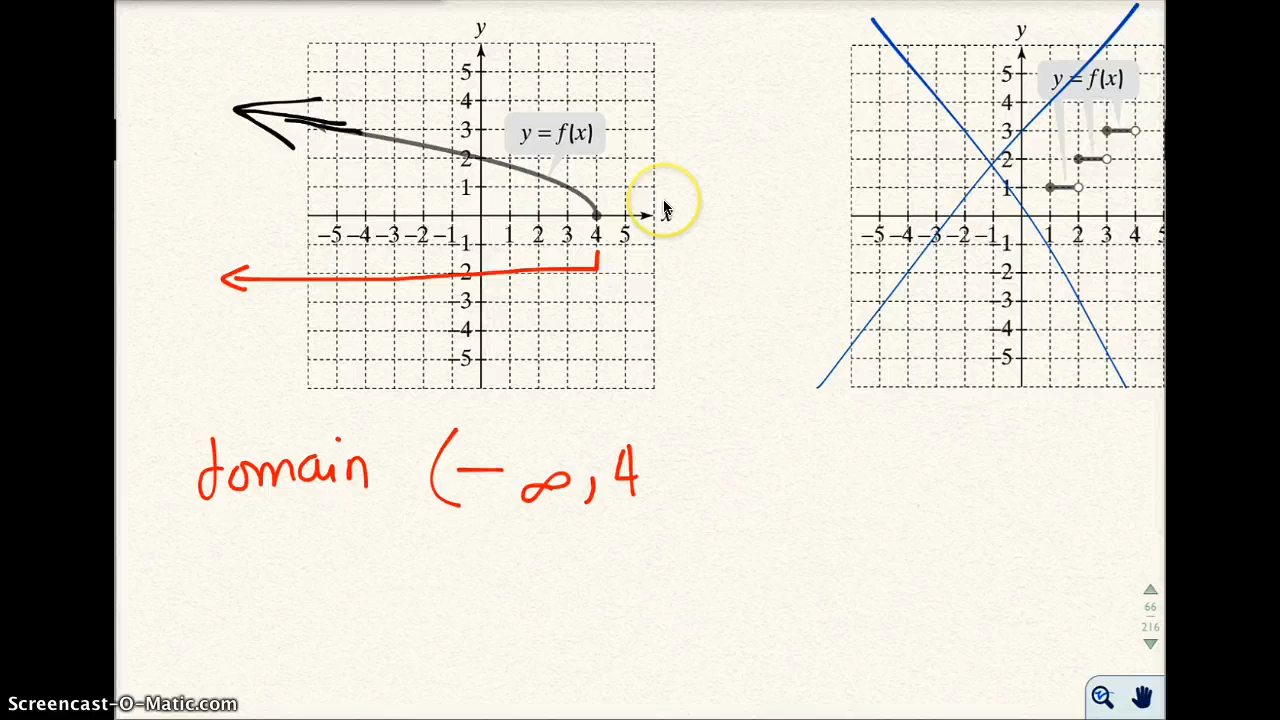 y
5
4
3
2
1
y = f(x)
x
−5 −4 −3 −2 −1 1 2 3 4 5
−1
−2
−3
−4
−5
y
5
4
3
2
1
y = f(x)
−5 −4 −3 −2 −1 1 2 3 4 5
−1
−2
−3
−4
−5
domain (−∞, 4
66
216
Screencast-O-Matic.com